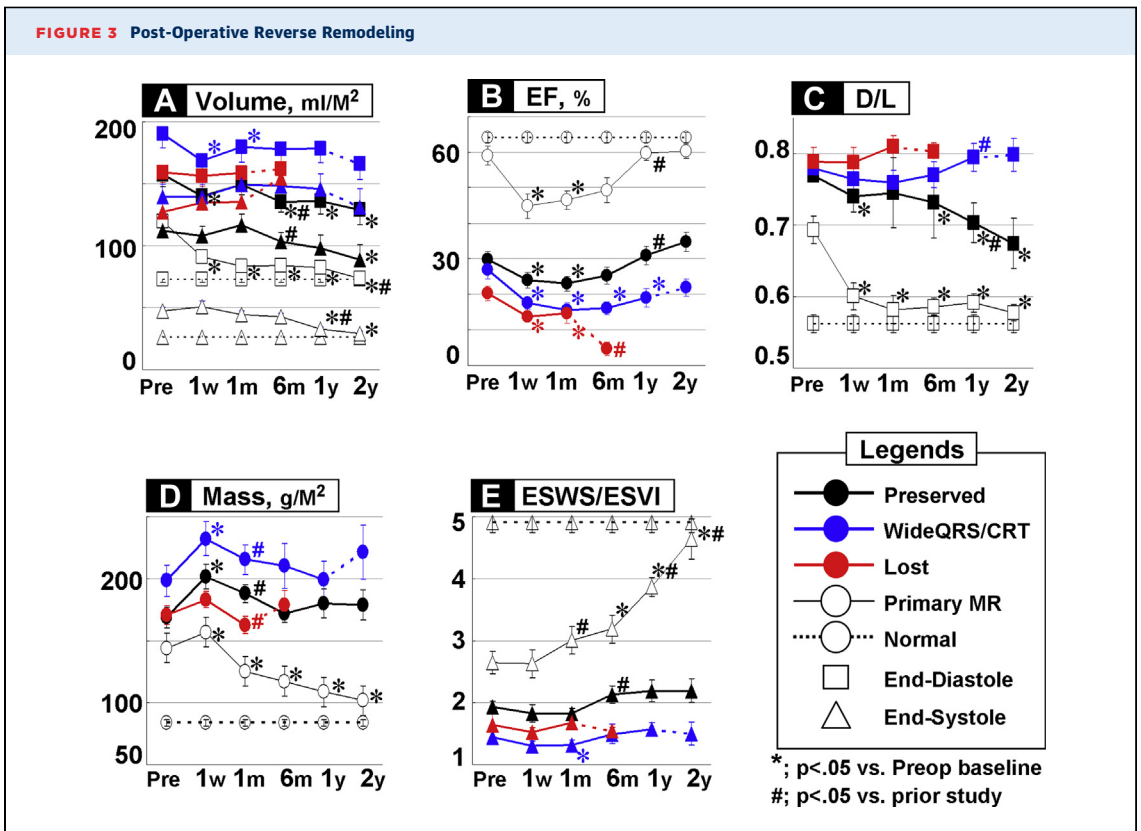 FIGURE 3 Post-Operative Reverse Remodeling
A Volume, ml/M²
200
100
0
Pre 1w 1m 6m 1y 2y
* * * *# * * # * * * * * *# *# *
B EF, %
60
30
0
Pre 1w 1m 6m 1y 2y
* * # * * # * * * * * * #
C D/L
0.8
0.7
0.6
0.5
Pre 1w 1m 6m 1y 2y
# * * *# * * * * * *
D Mass, g/M²
200
100
50
Pre 1w 1m 6m 1y 2y
* # * # # * * * * *
E ESWS/ESVI
5
4
3
2
1
Pre 1w 1m 6m 1y 2y
*# *# # * # *
Legends
Preserved
WideQRS/CRT
Lost
Primary MR
Normal
End-Diastole
End-Systole
*; p<.05 vs. Preop baseline
#; p<.05 vs. prior study